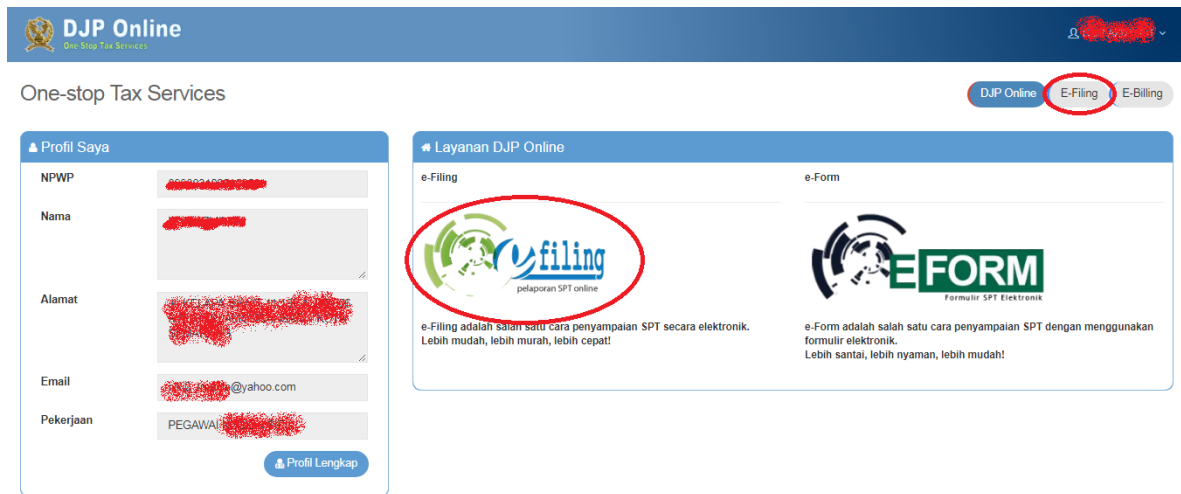 DJP Online
One-Stop Tax Services
One-stop Tax Services
DJP Online
E-Filing
E-Billing
Profil Saya
NPWP
Nama
Alamat
Email
@yahoo.com
Pekerjaan
PEGAWAI
Profil Lengkap
Layanan DJP Online
e-Filing
efiling
pelaporan SPT online
e-Filing adalah salah satu cara penyampaian SPT secara elektronik.
Lebih mudah, lebih murah, lebih cepat!
e-Form
EFORM
Formulir SPT Elektronik
e-Form adalah salah satu cara penyampaian SPT dengan menggunakan
formulir elektronik.
Lebih santai, lebih nyaman, lebih mudah!